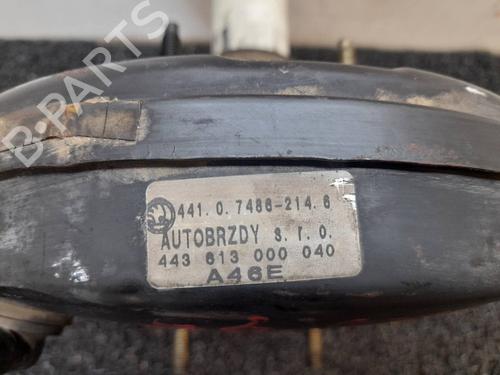 B-PARTS
441. 0. 7486-214. 6
AUTOBRZDY s. r. o.
443 613 000 040
A46E